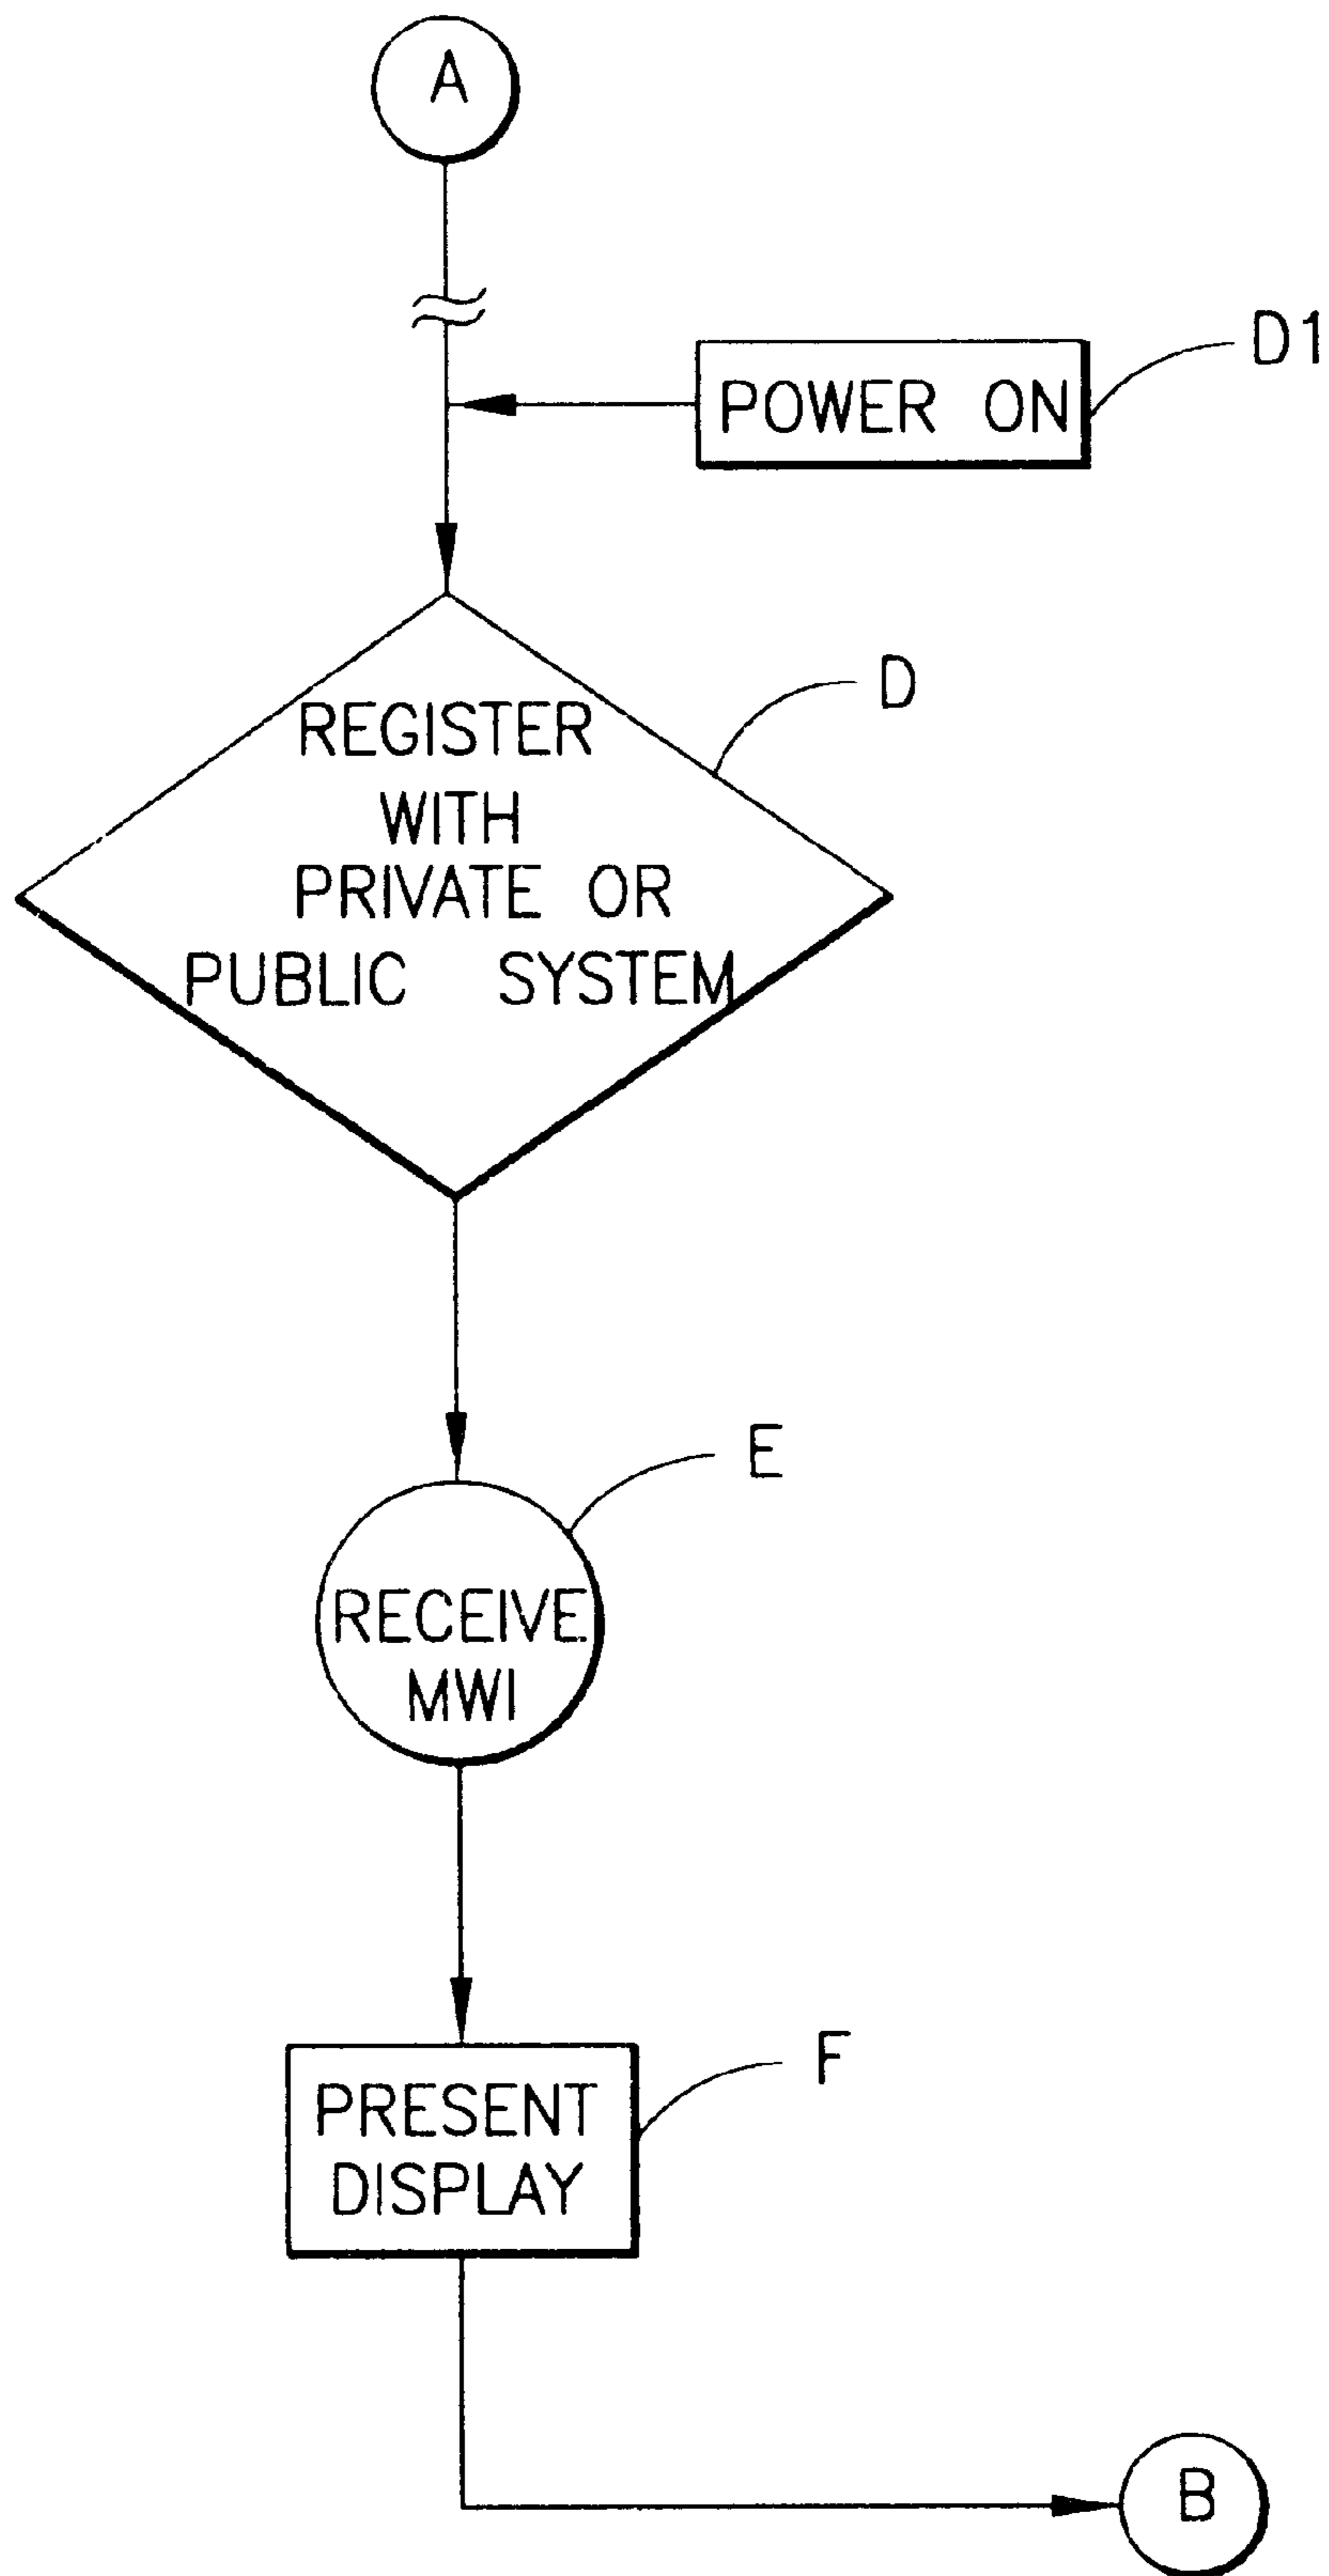 A
POWER ON
D1
D
REGISTER
WITH
PRIVATE OR
PUBLIC SYSTEM
E
RECEIVE
MWI
F
PRESENT
DISPLAY
B